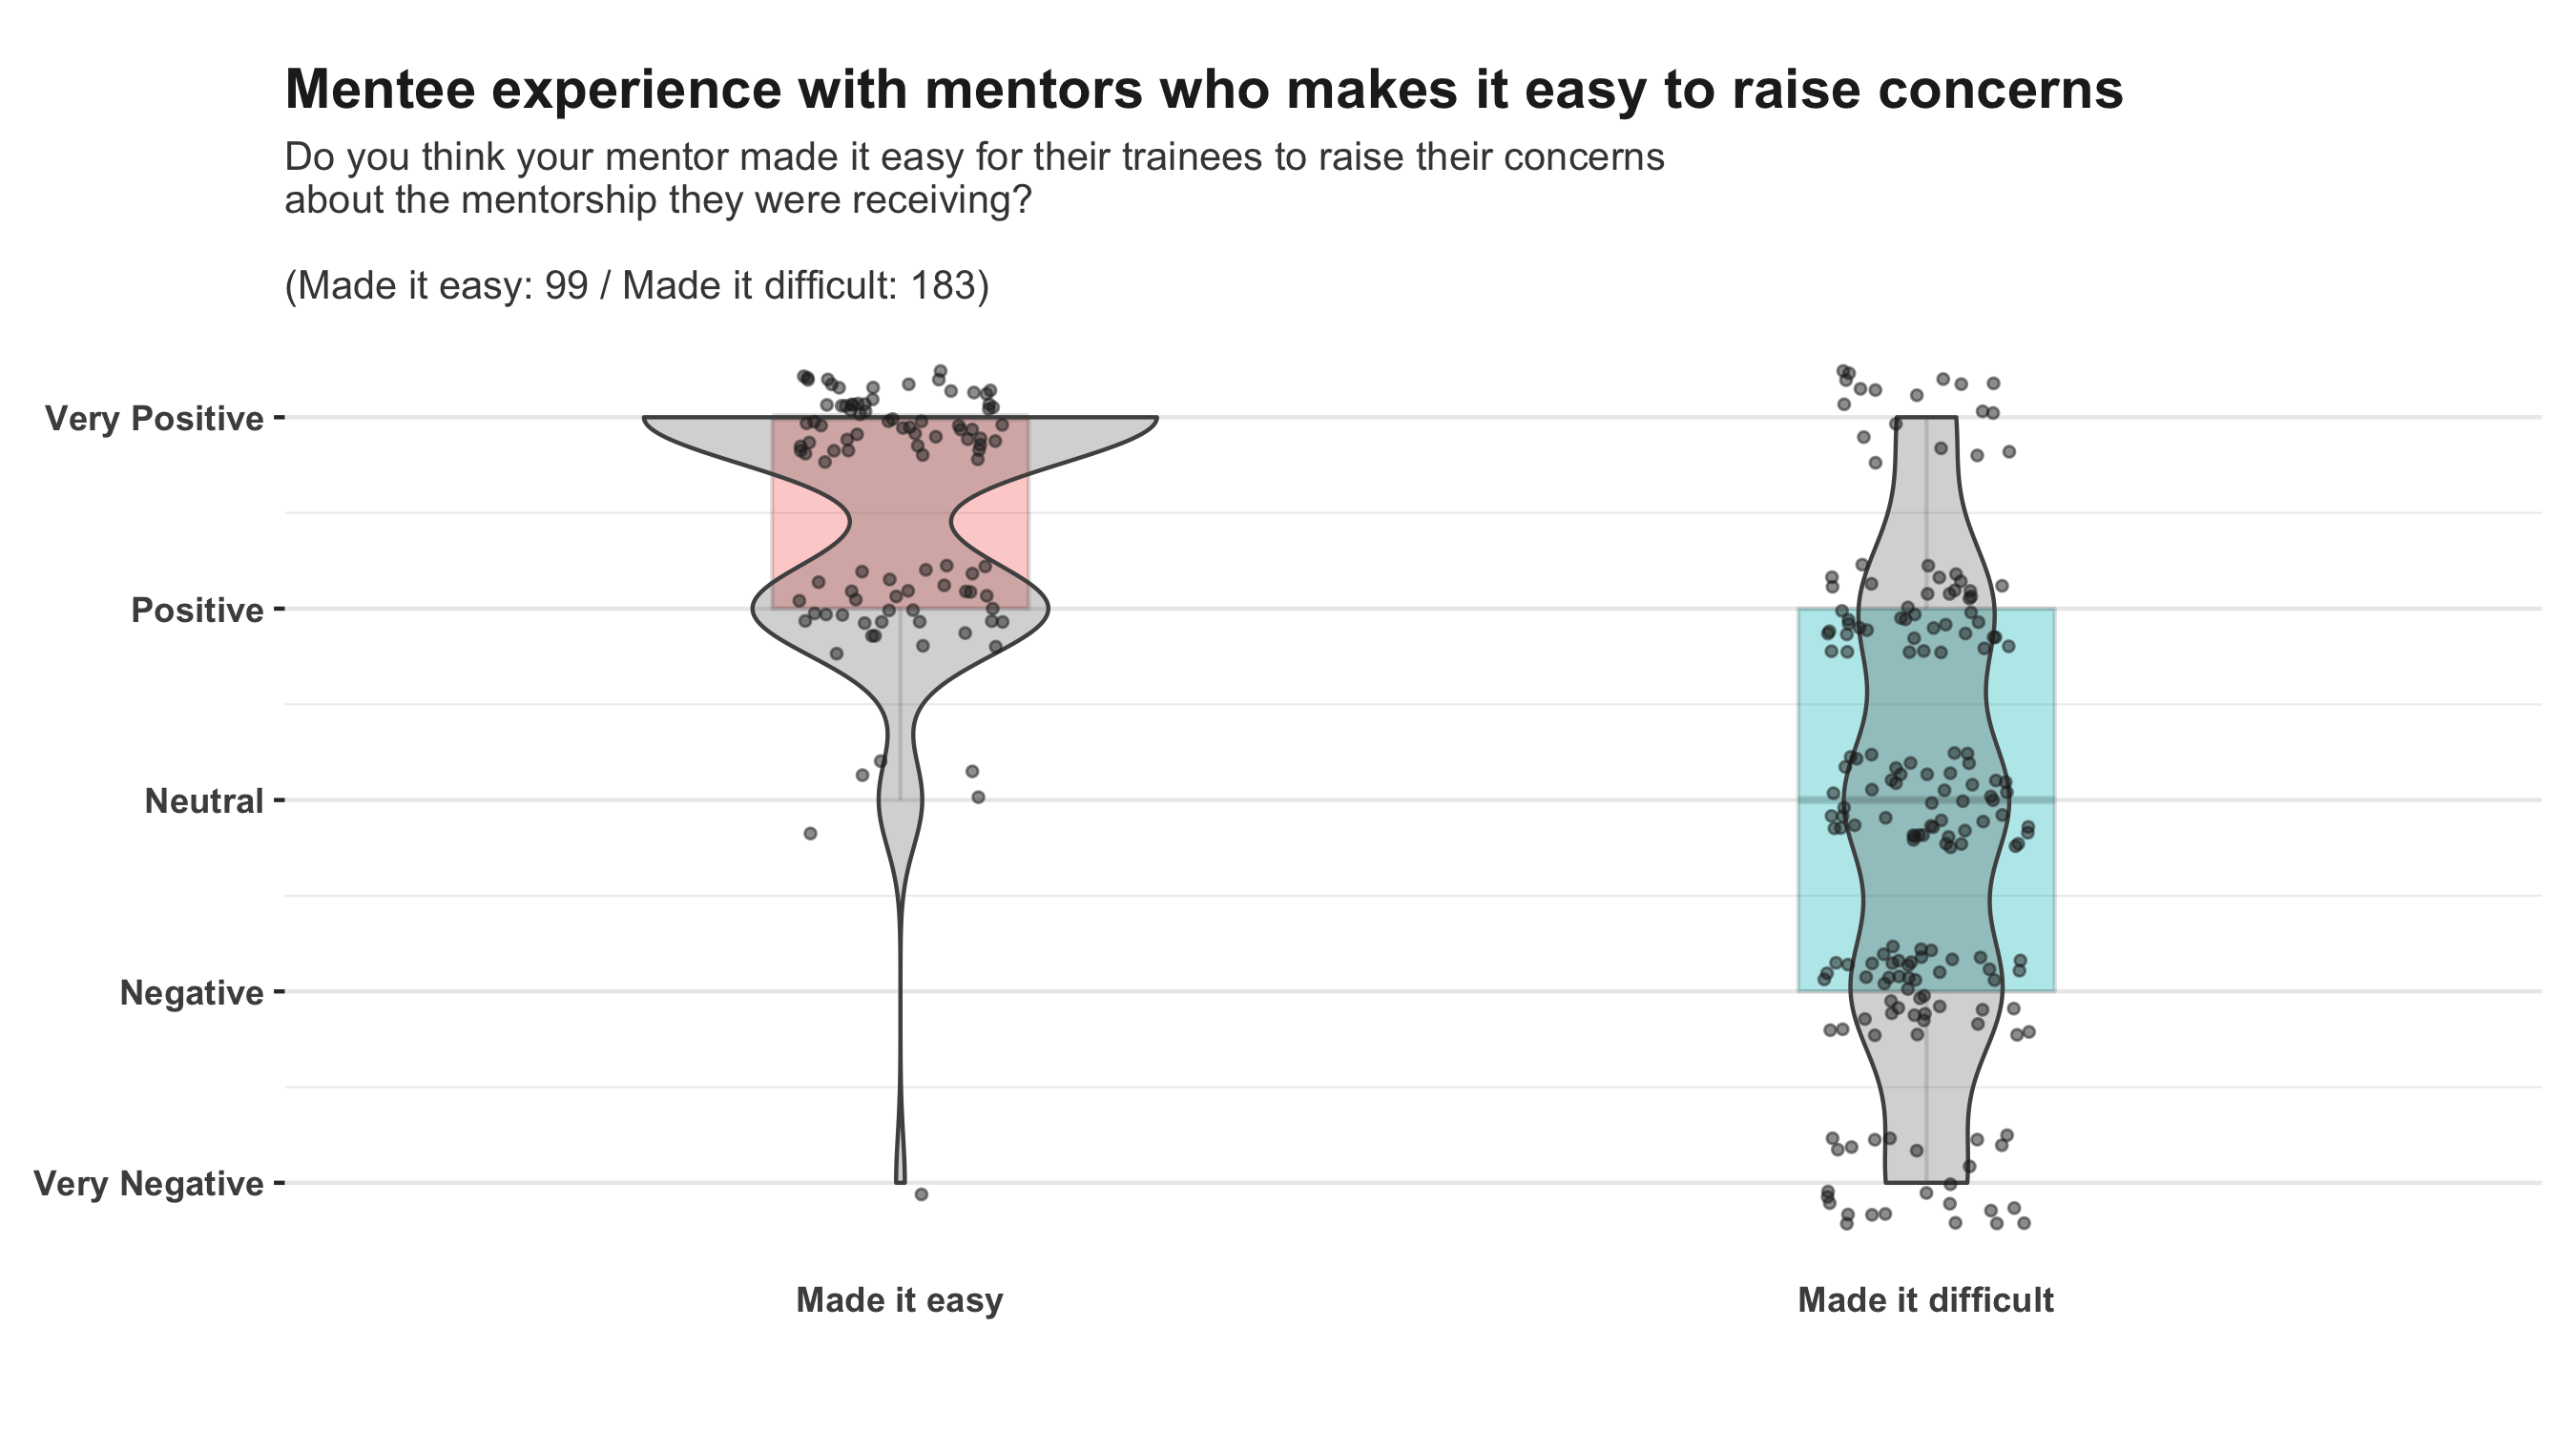 Mentee experience with mentors who makes it easy to raise concerns
Do you think your mentor made it easy for their trainees to raise their concerns
about the mentorship they were receiving?
(Made it easy: 99 / Made it difficult: 183)
Very Positive
Positive
Neutral
Negative
Very Negative
Made it easy
Made it difficult